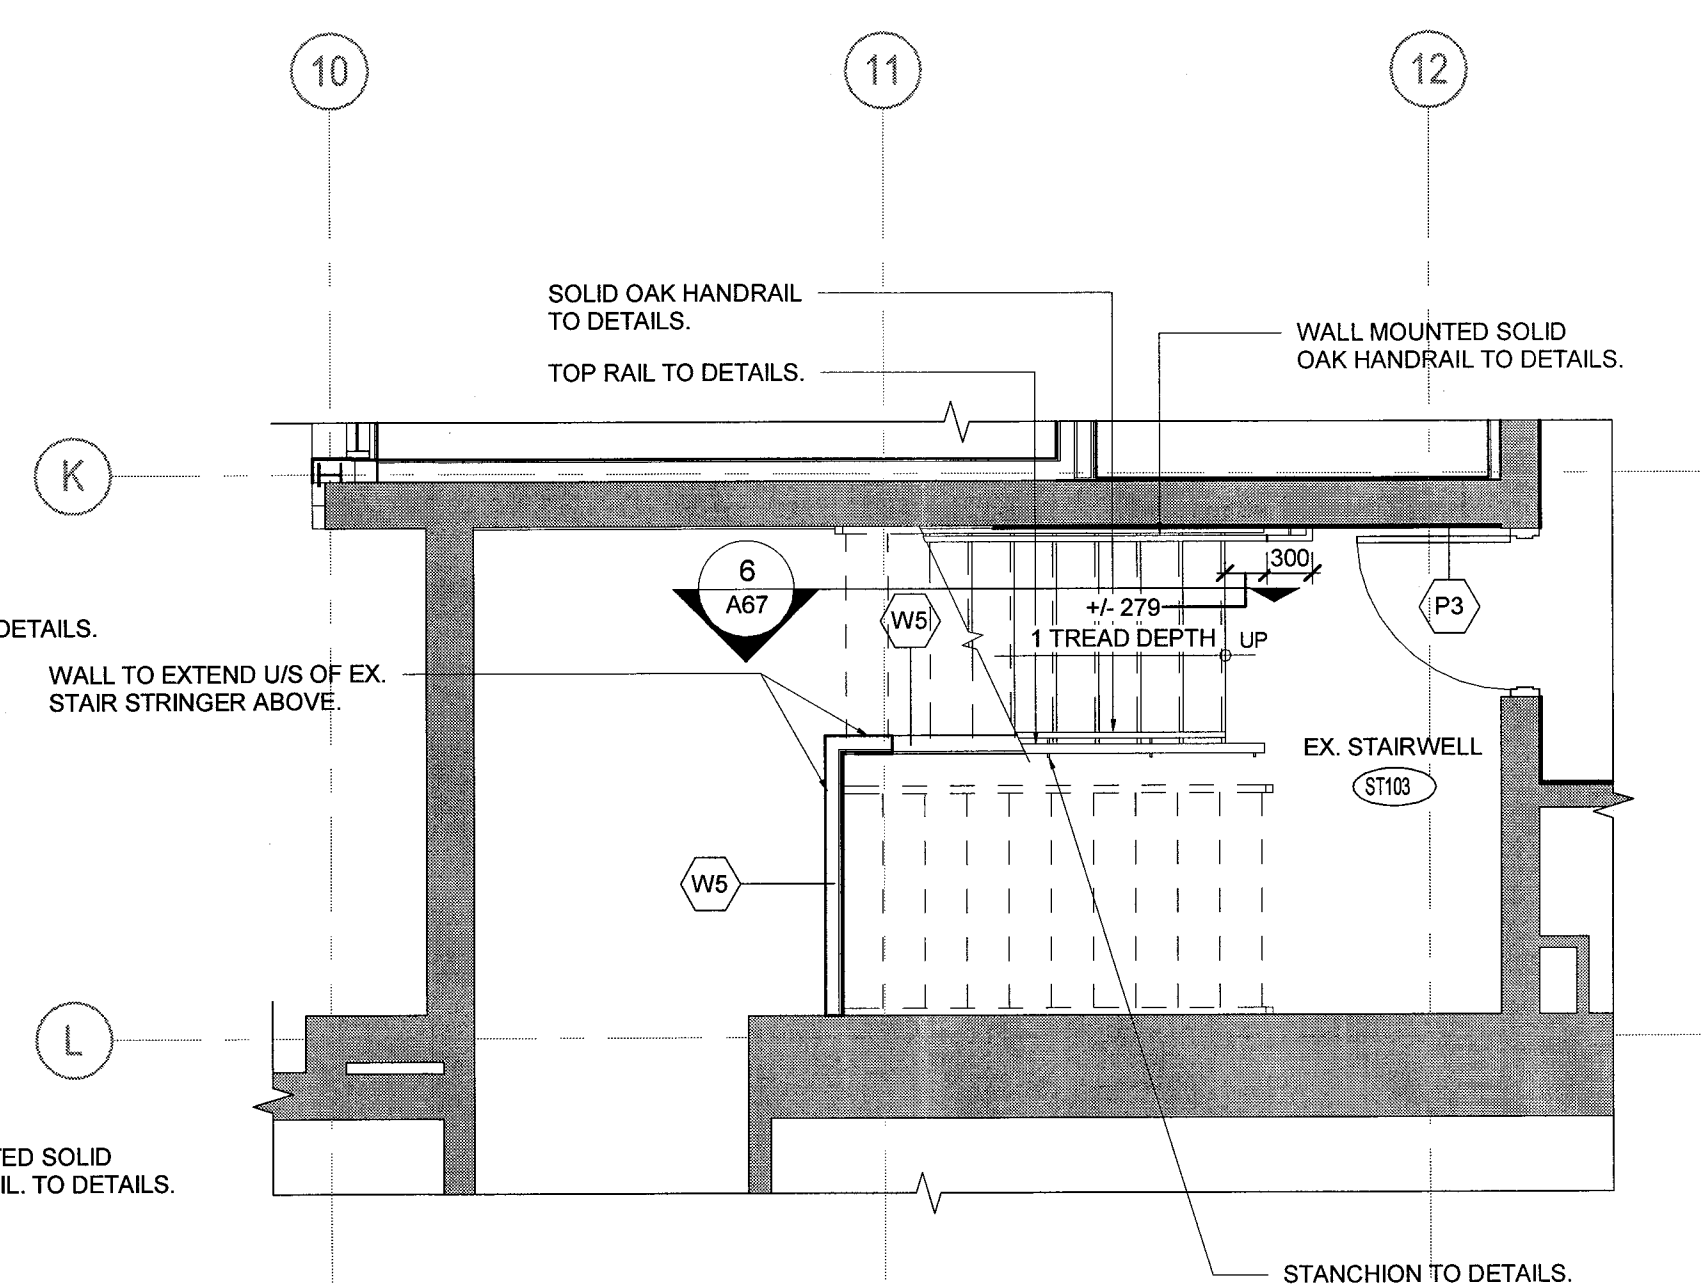 10
11
12
SOLID OAK HANDRAIL
TO DETAILS.
WALL MOUNTED SOLID
OAK HANDRAIL TO DETAILS.
TOP RAIL TO DETAILS.
K
300
6
A67
W5
+/- 279
P3
DETAILS.
1 TREAD DEPTH
UP
WALL TO EXTEND U/S OF EX.
STAIR STRINGER ABOVE.
EX. STAIRWELL
ST103
W5
L
TED SOLID
IL. TO DETAILS.
STANCHION TO DETAILS.